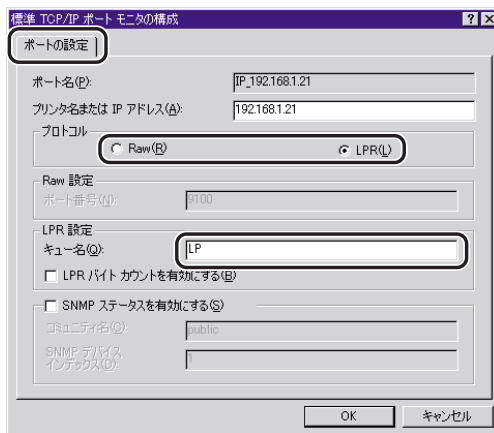 標準 TCP/IP ポート モニタの構成
ポートの設定
ポート名(P): IP_192.168.1.21
プリンタ名または IP アドレス(A): 192.168.1.21
プロトコル
Raw(R) LPR(L)
Raw 設定
ポート番号(N): 9100
LPR 設定
キュー名(Q): LP
LPR バイト カウントを有効にする(B)
SNMP ステータスを有効にする(S)
コミュニティ名(C): public
SNMP デバイス
インデックス(D): 1
OK キャンセル